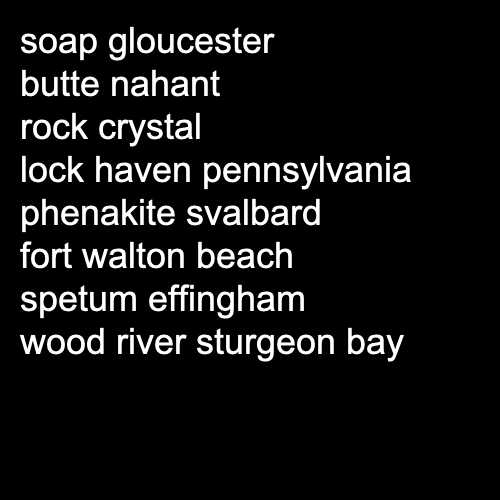 soap gloucester
butte nahant
rock crystal
lock haven pennsylvania
phenakite svalbard
fort walton beach
spetum effingham
wood river sturgeon bay